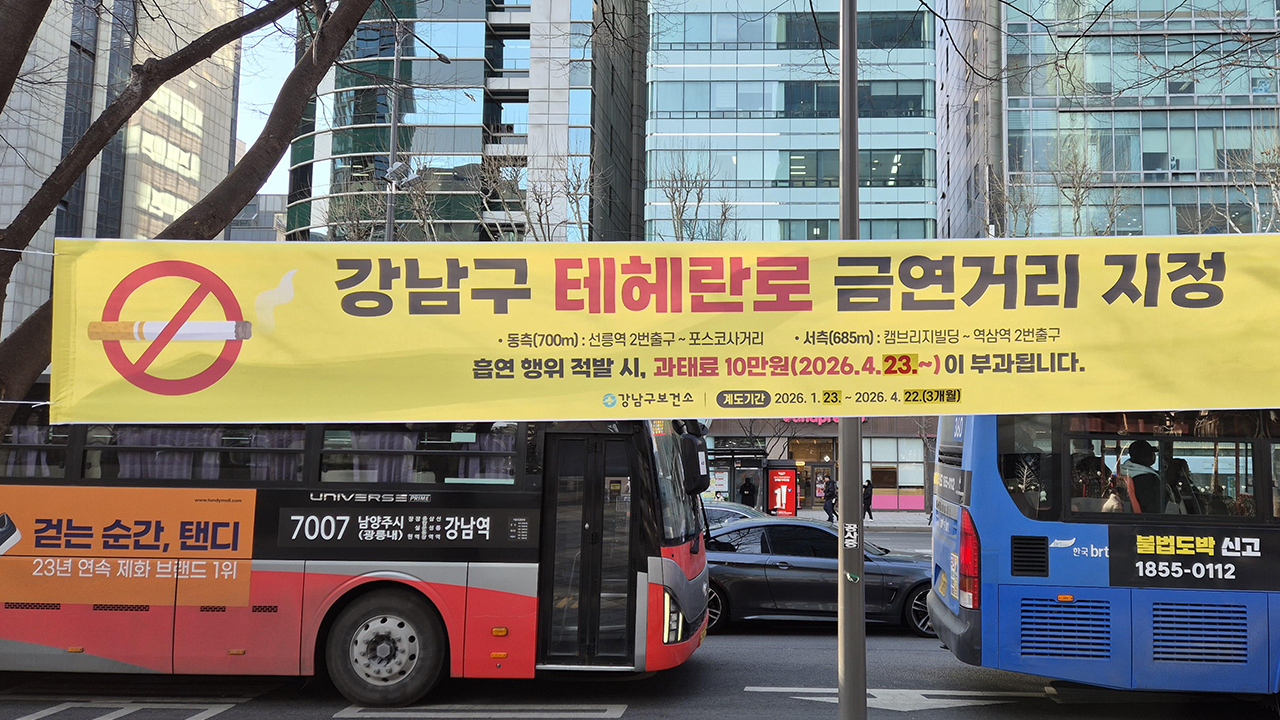 강남구 테헤란로 금연거리 지정
• 동측(700m) : 선릉역 2번출구 ~ 포스코사거리 • 서측(685m) : 캠브리지빌딩 ~ 역삼역 2번출구
흡연 행위 적발 시, 과태료 10만원(2026.4.23.~)이 부과됩니다.
강남구보건소 | 계도기간 2026. 1. 23. ~ 2026. 4. 22.(3개월)
www.tandymall.com
걷는 순간, 탠디
23년 연속 제화 브랜드 1위
UNIVERSE PRIME
7007 남양주시 (광릉내) 강남역
한국brt
불법도박 신고
1855-0112